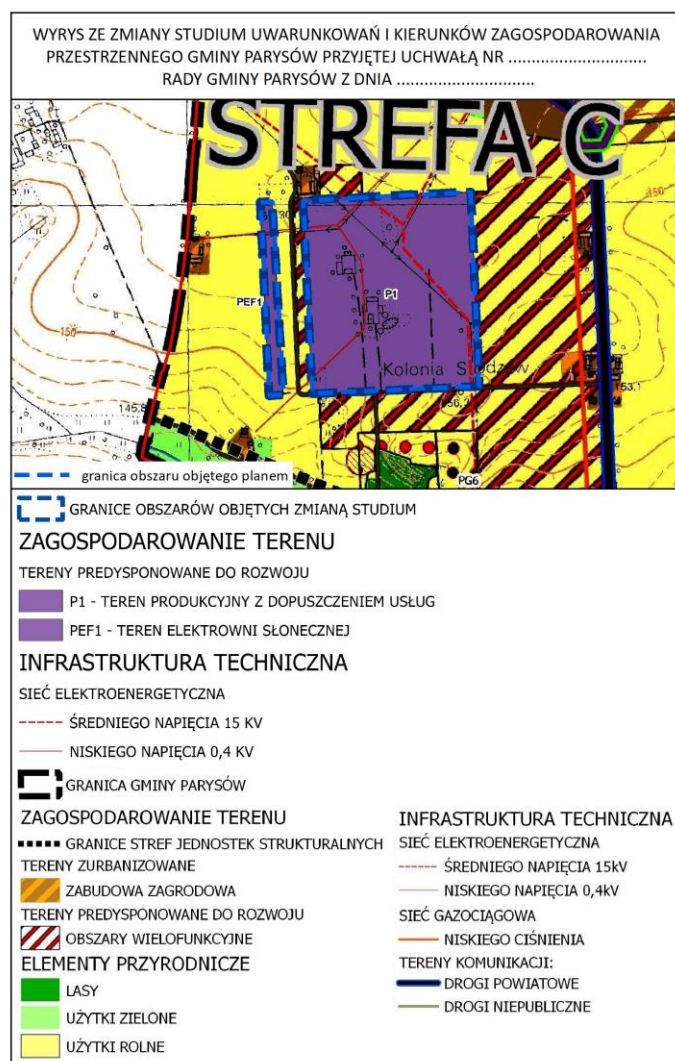 WYRYS ZE ZMIANY STUDIUM UWARUNKOWAŃ I KIERUNKÓW ZAGOSPODAROWANIA
PRZESTRZENNEGO GMINY PARYSÓW PRZYJĘTEJ UCHWAŁĄ NR ................................
RADY GMINY PARYSÓW Z DNIA ................................
STREFA C
150
PEF1
P1
150
Kolonia
153,1
145,8
PG6
granica obszaru objętego planem
GRANICE OBSZARÓW OBJĘTYCH ZMIANĄ STUDIUM
ZAGOSPODAROWANIE TERENU
TERENY PREDYSPONOWANE DO ROZWOJU
P1 - TEREN PRODUKCYJNY Z DOPUSZCZENIEM USŁUG
PEF1 - TEREN ELEKTROWNI SŁONECZNEJ
INFRASTRUKTURA TECHNICZNA
SIEĆ ELEKTROENERGETYCZNA
ŚREDNIEGO NAPIĘCIA 15 KV
NISKIEGO NAPIĘCIA 0,4 KV
GRANICA GMINY PARYSÓW
ZAGOSPODAROWANIE TERENU
GRANICE STREF JEDNOSTEK STRUKTURALNYCH
TERENY ZURBANIZOWANE
ZABUDOWA ZAGRODOWA
TERENY PREDYSPONOWANE DO ROZWOJU
OBSZARY WIELOFUNKCYJNE
ELEMENTY PRZYRODNICZE
LASY
UŻYTKI ZIELONE
UŻYTKI ROLNE
INFRASTRUKTURA TECHNICZNA
SIEĆ ELEKTROENERGETYCZNA
ŚREDNIEGO NAPIĘCIA 15kV
NISKIEGO NAPIĘCIA 0,4kV
SIEĆ GAZOCIĄGOWA
NISKIEGO CIŚNIENIA
TERENY KOMUNIKACJI:
DROGI POWIATOWE
DROGI NIEPUBLICZNE